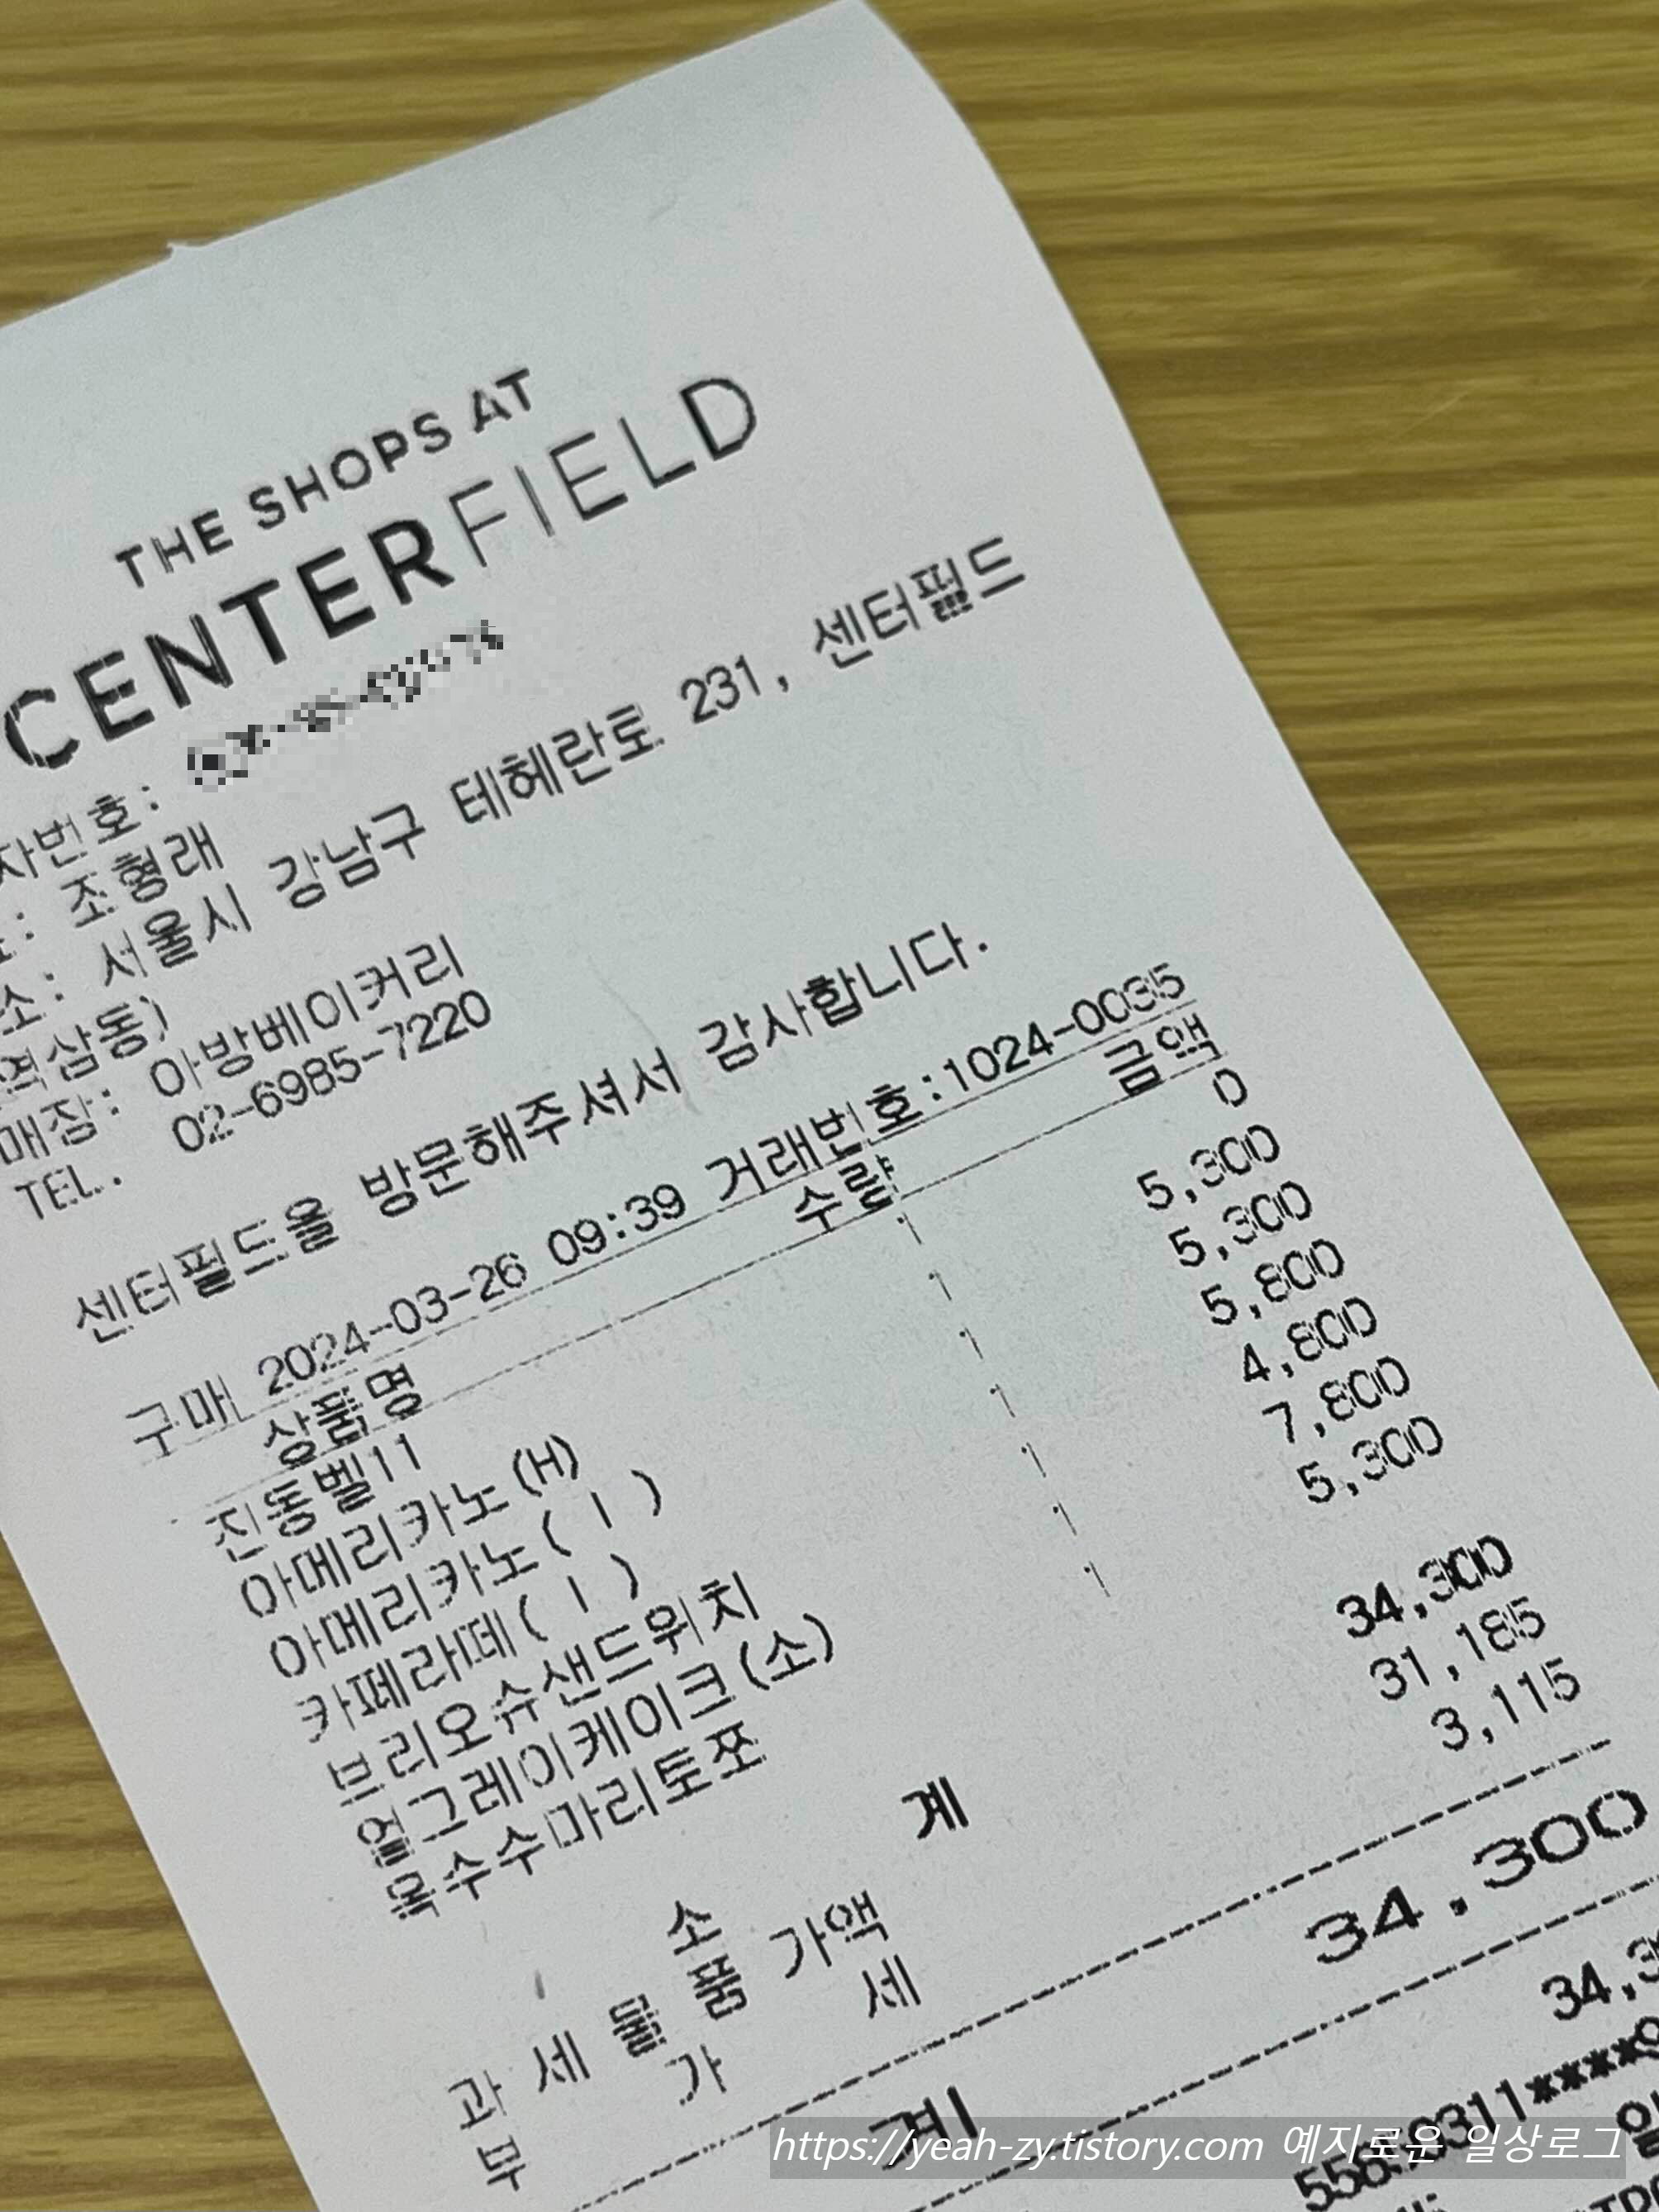 THE SHOPS AT
CENTERFIELD
자번호:
: 조형래
소: 서울시 강남구 테헤란로 231, 센터필드
역삼동)
매장: 아방베이커리
TEL. 02-6985-7220
센터필드을 방문해주셔서 감사합니다.
구매 2024-03-26 09:39 거래번호:1024-0035
상품명 수량 금액
진동벨11 1 0
아메리카노(H) 1 5,300
아메리카노( I ) 1 5,300
카페라떼( I ) 1 5,800
브리오슈샌드위치 1 4,800
얼그레이케이크(소) 1 7,800
옥수수마리토쪼 1 5,300
소 계 34,300
과 세 물 품 가액 31,185
부 가 세 3,115
계 34,300
34,3
https://yeah-zy.tistory.com 예지로운 일상로그